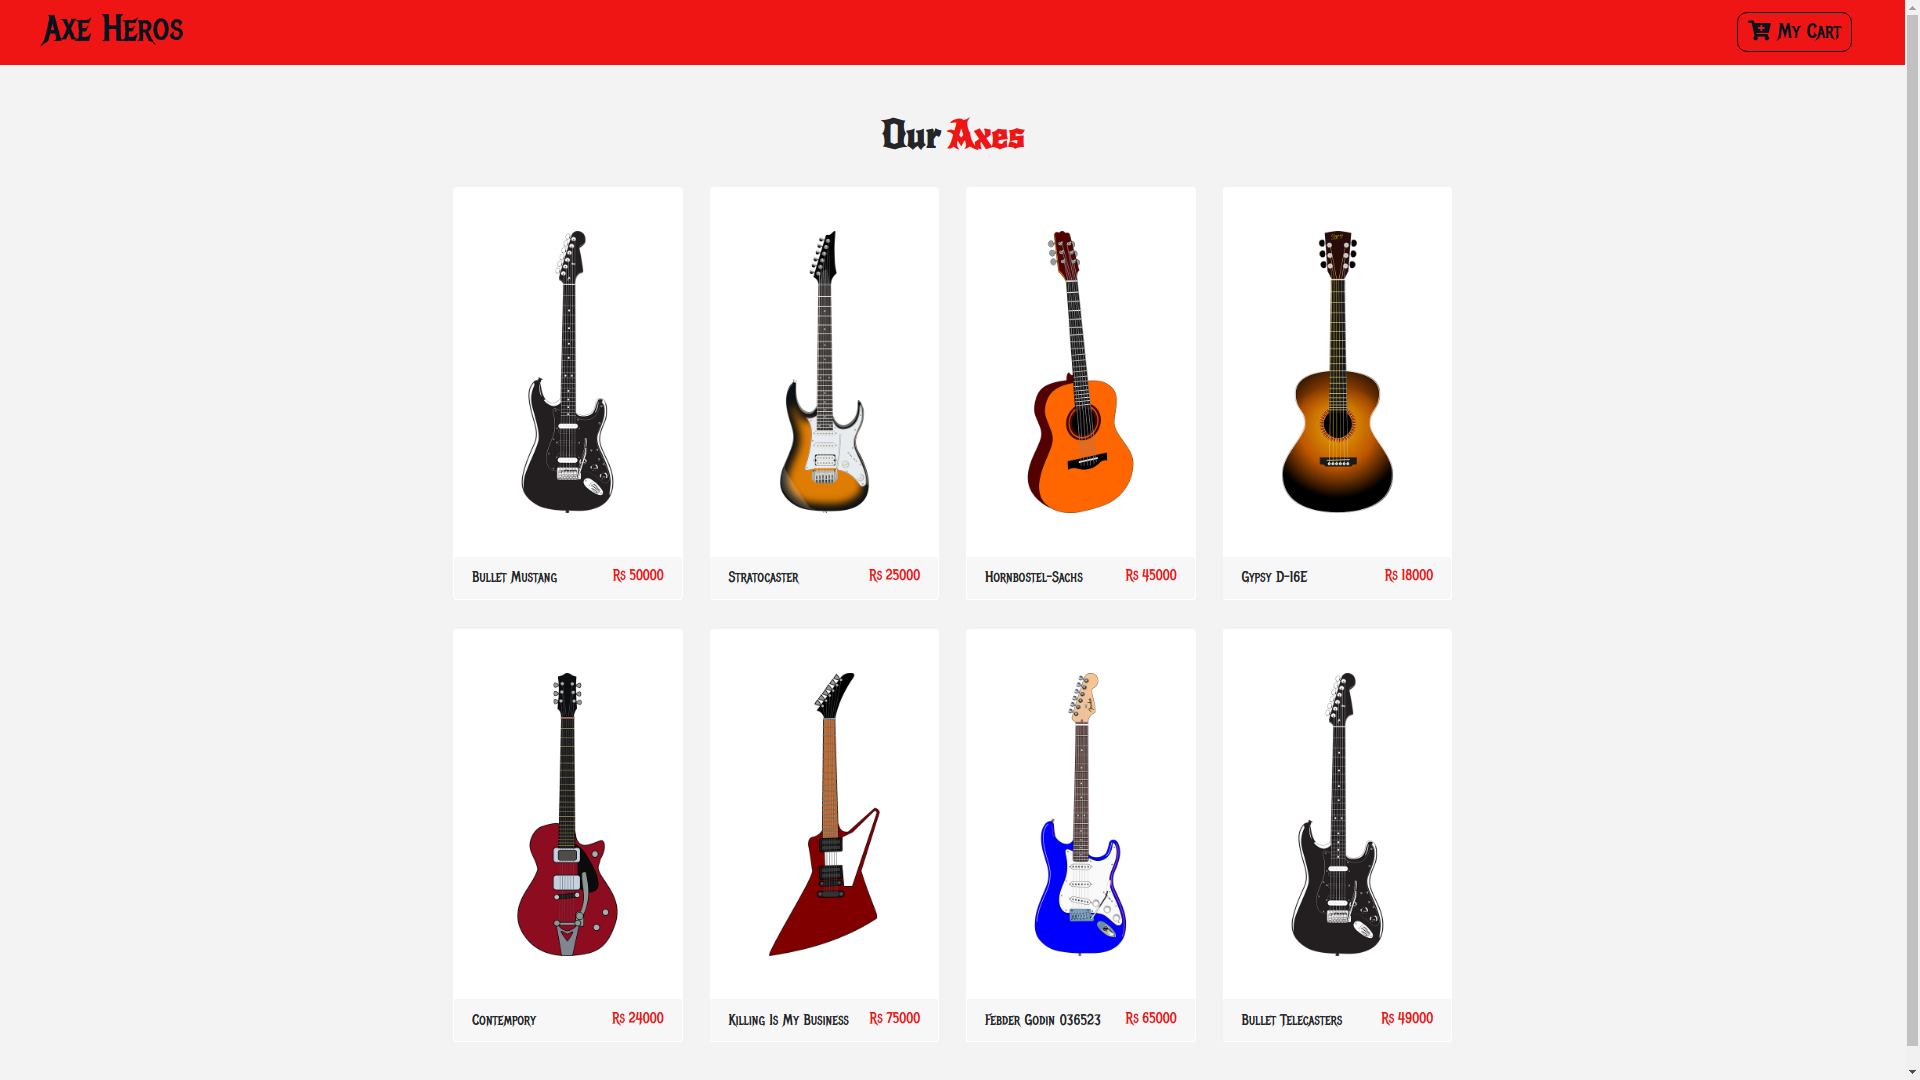 Axe Heros
My Cart
Our Axes
Bullet Mustang Rs 50000
Stratocaster Rs 25000
Hornbostel-Sachs Rs 45000
Gypsy D-16E Rs 18000
Contempory Rs 24000
Killing Is My Business Rs 75000
Febder Godin 036523 Rs 65000
Bullet Telecasters Rs 49000